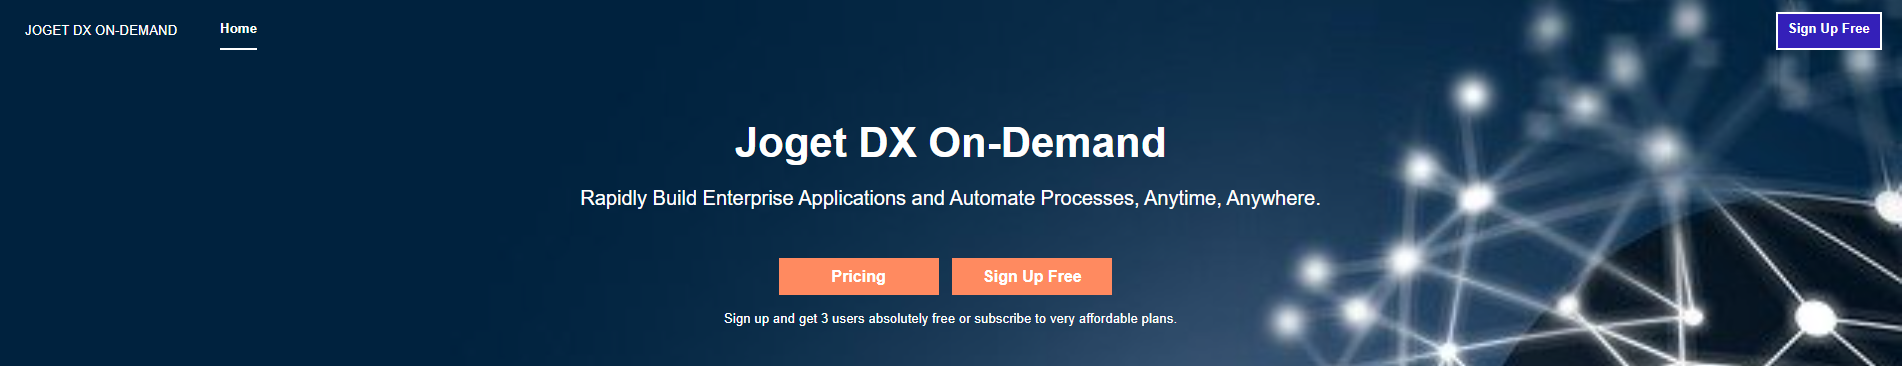 JOGET DX ON-DEMAND
Home
Sign Up Free
Joget DX On-Demand
Rapidly Build Enterprise Applications and Automate Processes, Anytime, Anywhere.
Pricing
Sign Up Free
Sign up and get 3 users absolutely free or subscribe to very affordable plans.